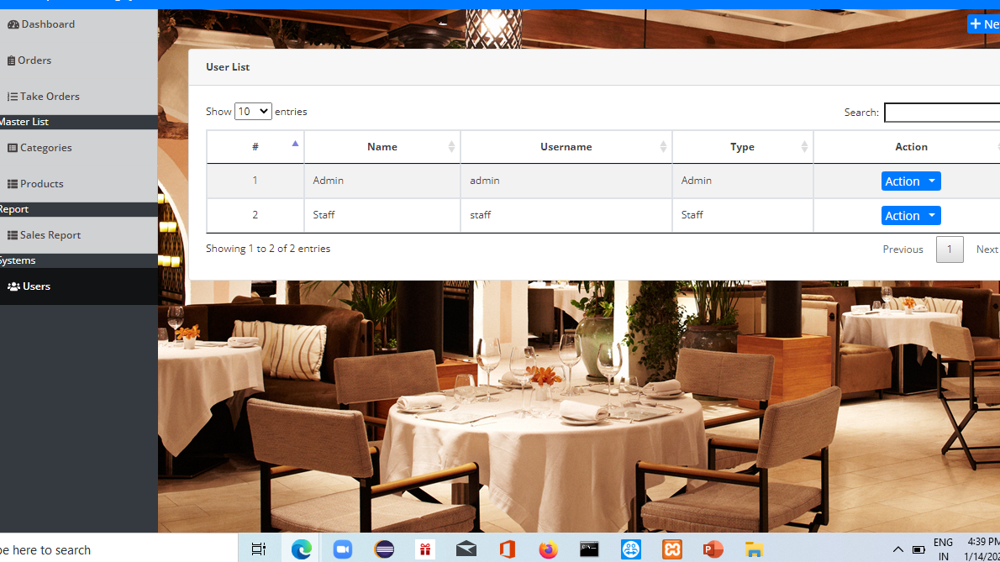 Dashboard
+ Ne
Orders
User List
Take Orders
Show 10 entries
Search:
Master List
# Name Username Type Action
Categories
1 Admin admin Admin Action
Products
Report
2 Staff staff Staff Action
Sales Report
Showing 1 to 2 of 2 entries
Previous 1 Next
Systems
Users
pe here to search
ENG
IN
4:39 PM
1/14/20